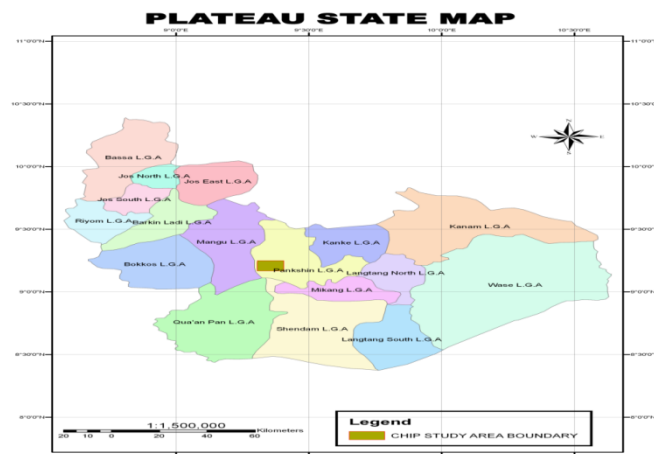 PLATEAU STATE MAP
9°0'0"E
9°30'0"E
10°0'0"E
10°30'0"E
11°0'0"N
11°0'0"N
10°30'0"N
10°30'0"N
N
W
E
S
Bassa L.G.A
10°0'0"N
10°0'0"N
Jos North L.G.A
Jos East L.G.A
Jos South L.G.A
Riyom L.G.A
Barkin Ladi L.G.A
Kanam L.G.A
9°30'0"N
9°30'0"N
Mangu L.G.A
Kanke L.G.A
Bokkos L.G.A
Pankshin L.G.A
Langtang North L.G.A
Wase L.G.A
Mikang L.G.A
9°0'0"N
9°0'0"N
Qua'an Pan L.G.A
Shendam L.G.A
Langtang South L.G.A
8°30'0"N
8°30'0"N
8°0'0"N
8°0'0"N
1:1,500,000
20 10 0 20 40 60
Kilometers
Legend
CHIP STUDY AREA BOUNDARY